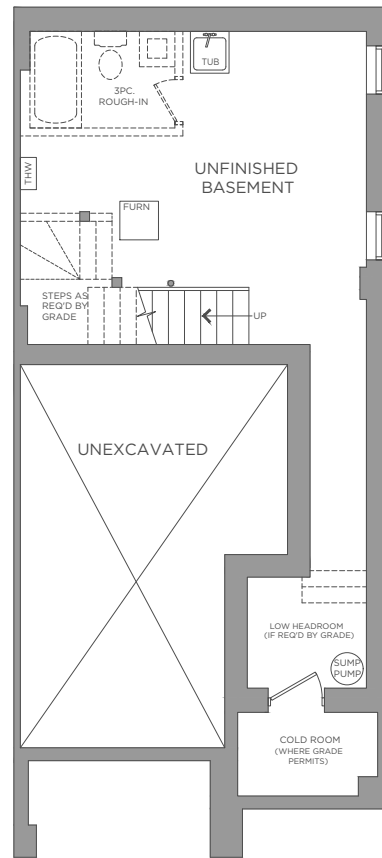 TUB
3PC.
ROUGH-IN
THW
UNFINISHED
BASEMENT
FURN
STEPS AS
REQ'D BY
GRADE
UP
UNEXCAVATED
LOW HEADROOM
(IF REQ'D BY GRADE)
SUMP
PUMP
COLD ROOM
(WHERE GRADE
PERMITS)